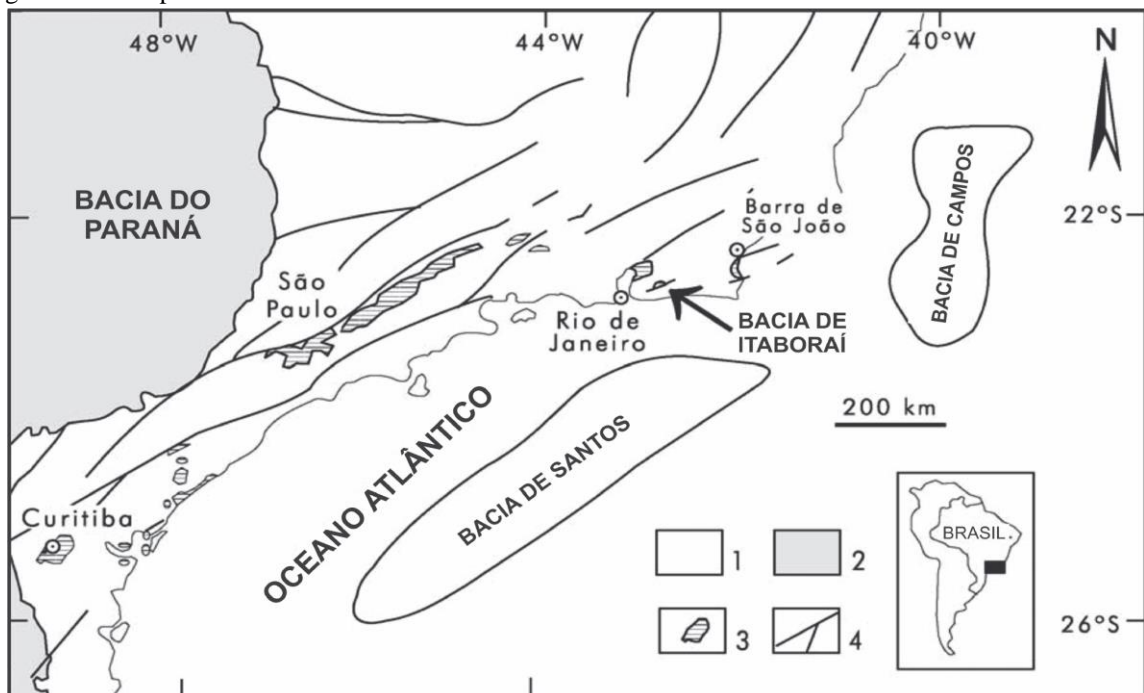 48°W
44°W
40°W
N
BACIA DO
PARANÁ
BACIA DE CAMPOS
22°S
Barra de
São João
São
Paulo
Rio de
Janeiro
BACIA DE
ITABORAÍ
200 km
OCEANO ATLÂNTICO
BACIA DE SANTOS
Curitiba
1
2
BRASIL.
3
4
26°S